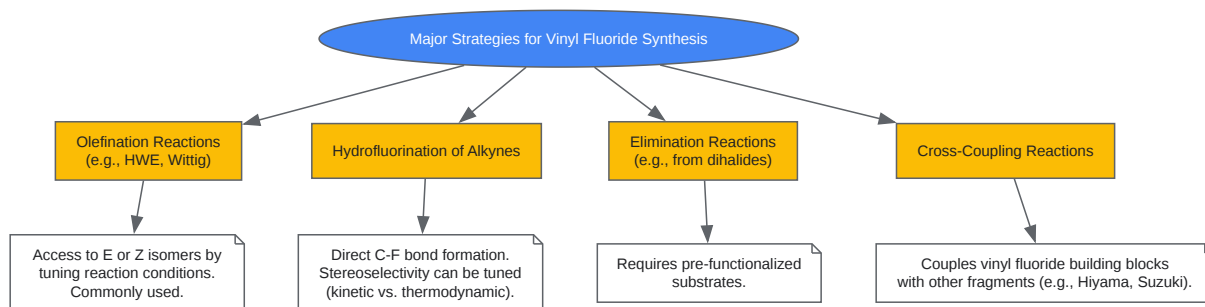 Major Strategies for Vinyl Fluoride Synthesis
Olefination Reactions
(e.g., HWE, Wittig)
Hydrofluorination of Alkynes
Elimination Reactions
(e.g., from dihalides)
Cross-Coupling Reactions
Access to E or Z isomers by
tuning reaction conditions.
Commonly used.
Direct C-F bond formation.
Stereoselectivity can be tuned
(kinetic vs. thermodynamic).
Requires pre-functionalized
substrates.
Couples vinyl fluoride building blocks
with other fragments (e.g., Hiyama, Suzuki).